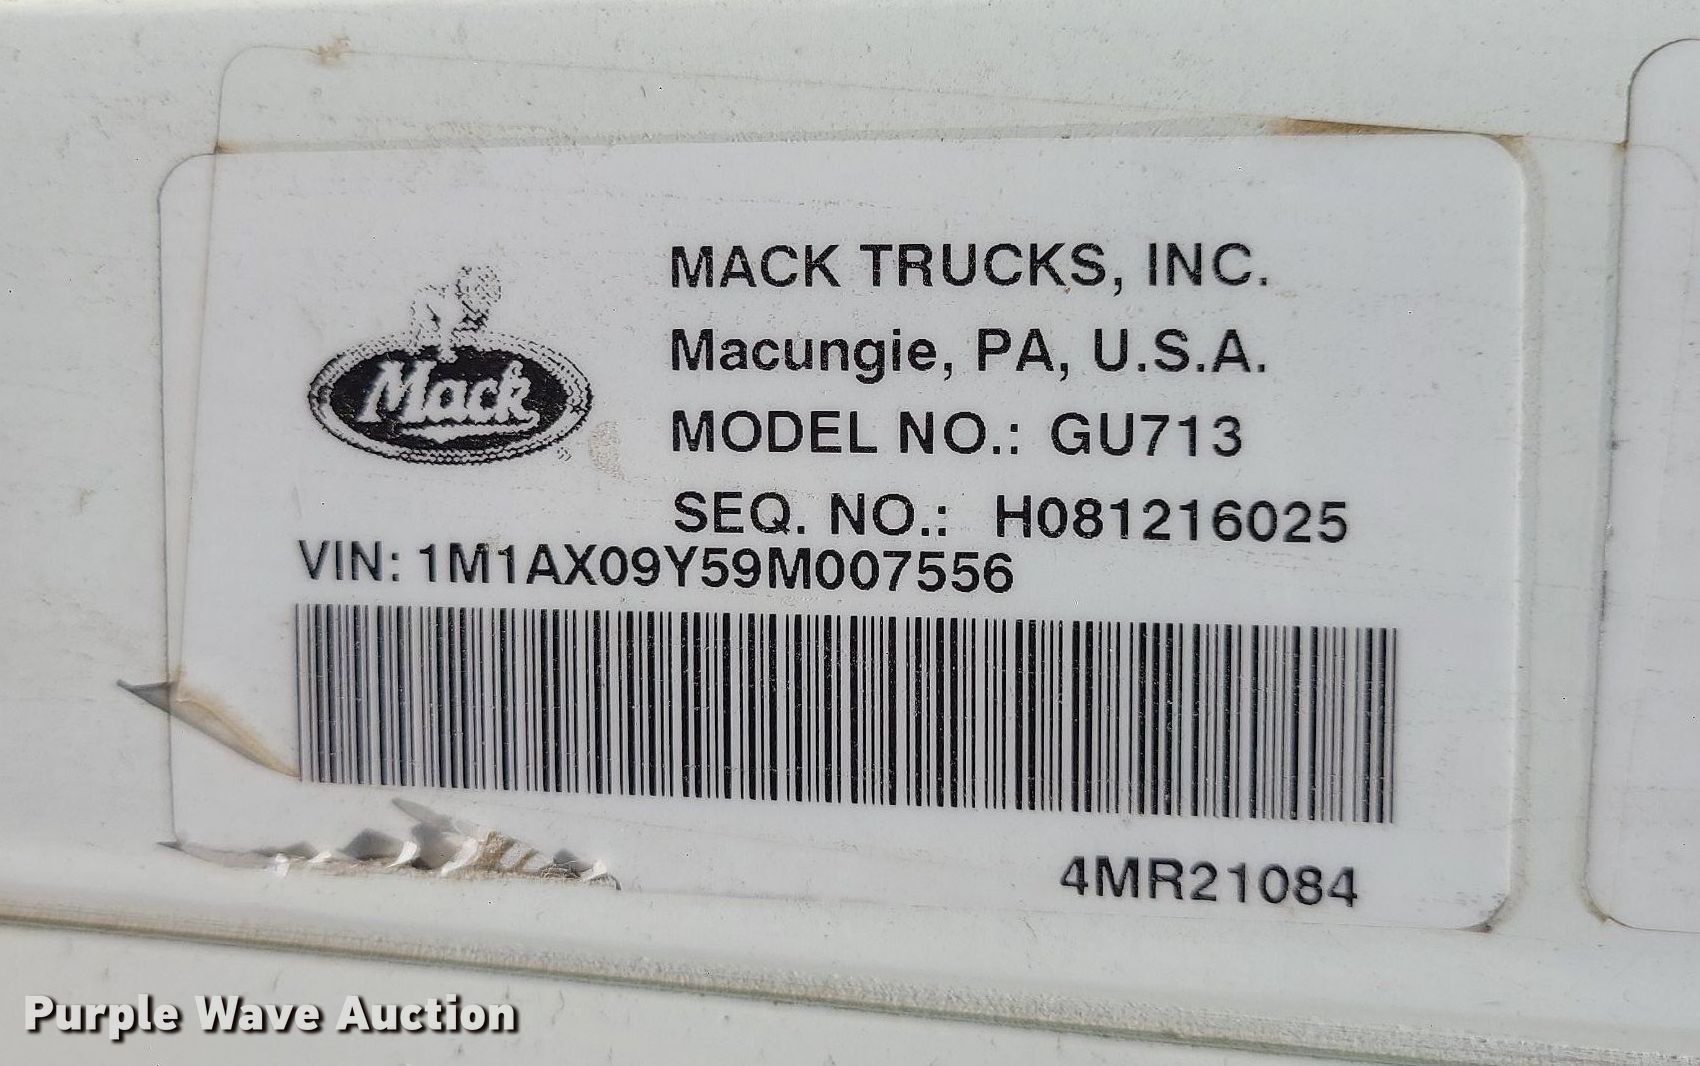 MACK TRUCKS, INC.
Macungie, PA, U.S.A.
Mack
MODEL NO.: GU713
SEQ. NO.: H081216025
VIN: 1M1AX09Y59M007556
4MR21084
Purple Wave Auction